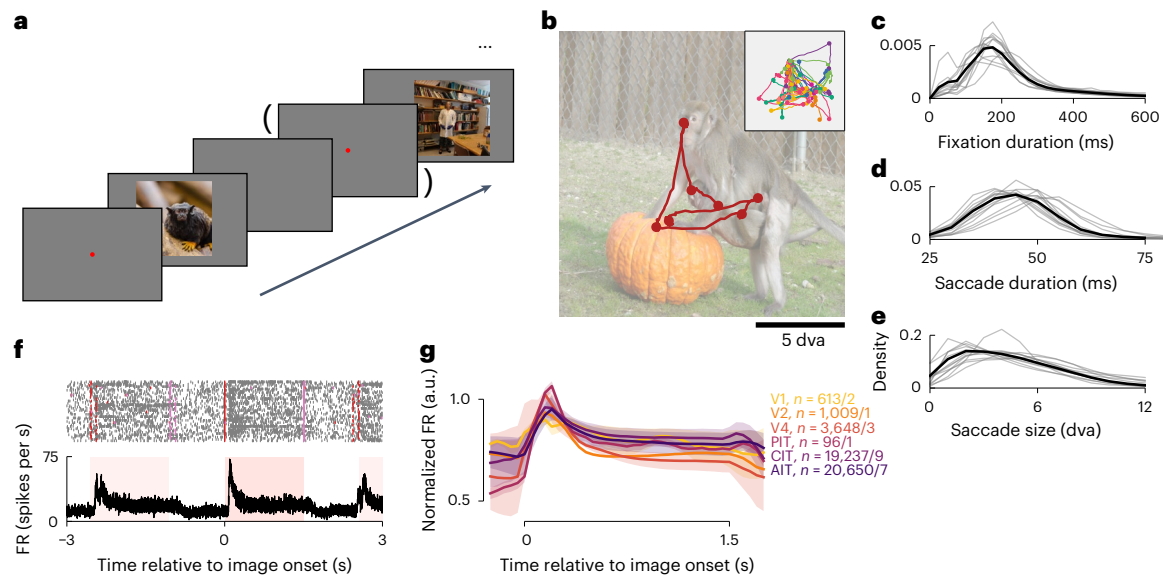 a
...
( )
b
5 dva
c
0.005
0
0 200 400 600
Fixation duration (ms)
d
0.05
0
25 50 75
Saccade duration (ms)
e
Density
0.2
0
0 6 12
Saccade size (dva)
f
FR (spikes per s)
75
0
−3 0 3
Time relative to image onset (s)
g
Normalized FR (a.u.)
1.0
0.5
0 1.5
Time relative to image onset (s)
V1, n = 613/2
V2, n = 1,009/1
V4, n = 3,648/3
PIT, n = 96/1
CIT, n = 19,237/9
AIT, n = 20,650/7